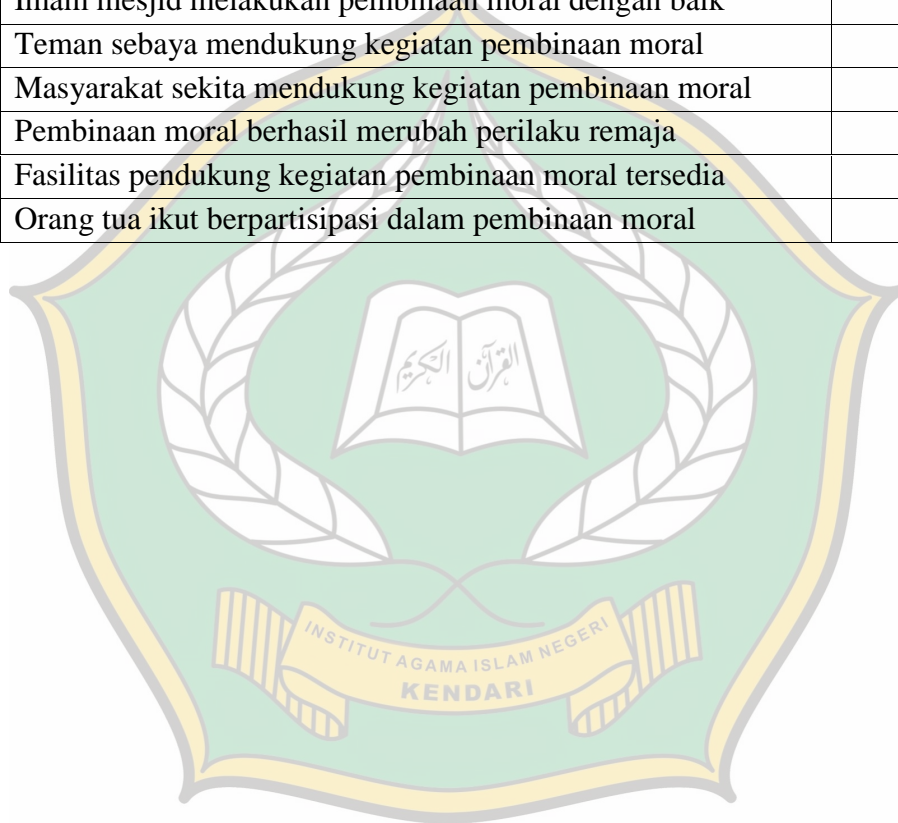 Imam mesjid melakukan pembinaan moral dengan baik
Teman sebaya mendukung kegiatan pembinaan moral
Masyarakat sekita mendukung kegiatan pembinaan moral
Pembinaan moral berhasil merubah perilaku remaja
Fasilitas pendukung kegiatan pembinaan moral tersedia
Orang tua ikut berpartisipasi dalam pembinaan moral
القرآن الكريم
INSTITUT AGAMA ISLAM NEGERI
KENDARI